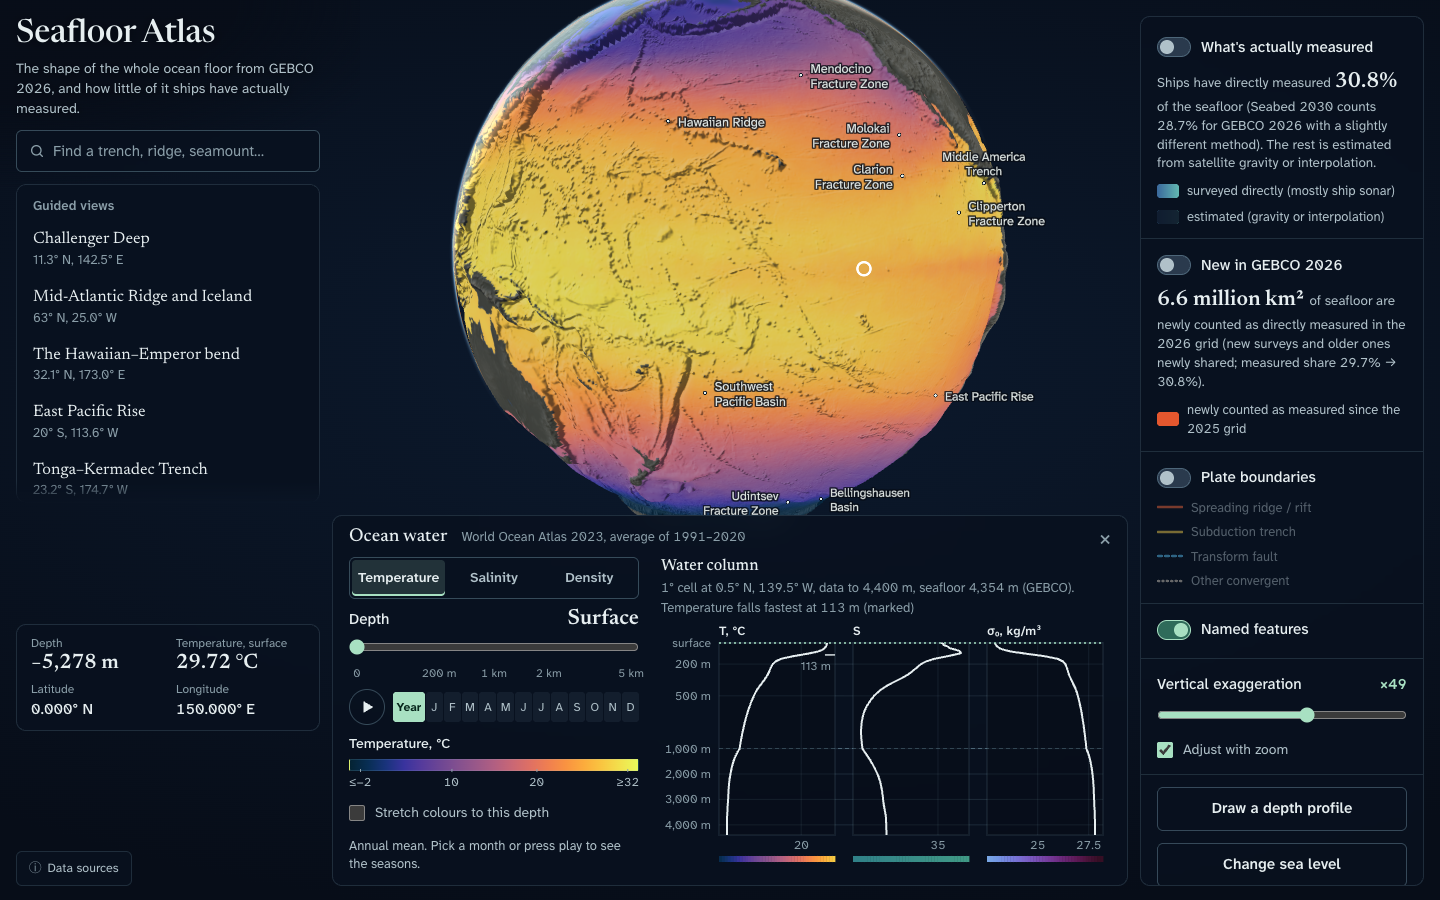 Seafloor Atlas
The shape of the whole ocean floor from GEBCO
2026, and how little of it ships have actually
measured.
Find a trench, ridge, seamount...
Guided views
Challenger Deep
11.3° N, 142.5° E
Mid-Atlantic Ridge and Iceland
63° N, 25.0° W
The Hawaiian–Emperor bend
32.1° N, 173.0° E
East Pacific Rise
20° S, 113.6° W
Tonga–Kermadec Trench
23.2° S, 174.7° W
Depth
−5,278 m
Temperature, surface
29.72 °C
Latitude
0.000° N
Longitude
150.000° E
ⓘ Data sources
Mendocino
Fracture Zone
Hawaiian Ridge
Molokai
Fracture Zone
Middle America
Trench
Clarion
Fracture Zone
Clipperton
Fracture Zone
Southwest
Pacific Basin
East Pacific Rise
Udintsev
Fracture Zone
Bellingshausen
Basin
Ocean water
World Ocean Atlas 2023, average of 1991–2020
×
Temperature
Salinity
Density
Depth
Surface
0
200 m
1 km
2 km
5 km
Year J F M A M J J A S O N D
Temperature, °C
≤−2
10
20
≥32
Stretch colours to this depth
Annual mean. Pick a month or press play to see
the seasons.
Water column
1° cell at 0.5° N, 139.5° W, data to 4,400 m, seafloor 4,354 m (GEBCO).
Temperature falls fastest at 113 m (marked)
T, °C
S
σ₀, kg/m³
surface
200 m
500 m
1,000 m
2,000 m
3,000 m
4,000 m
113 m
20
35
25
27.5
What's actually measured
Ships have directly measured 30.8%
of the seafloor (Seabed 2030 counts
28.7% for GEBCO 2026 with a slightly
different method). The rest is estimated
from satellite gravity or interpolation.
surveyed directly (mostly ship sonar)
estimated (gravity or interpolation)
New in GEBCO 2026
6.6 million km² of seafloor are
newly counted as directly measured in the
2026 grid (new surveys and older ones
newly shared; measured share 29.7% →
30.8%).
newly counted as measured since the
2025 grid
Plate boundaries
Spreading ridge / rift
Subduction trench
Transform fault
Other convergent
Named features
Vertical exaggeration
×49
Adjust with zoom
Draw a depth profile
Change sea level